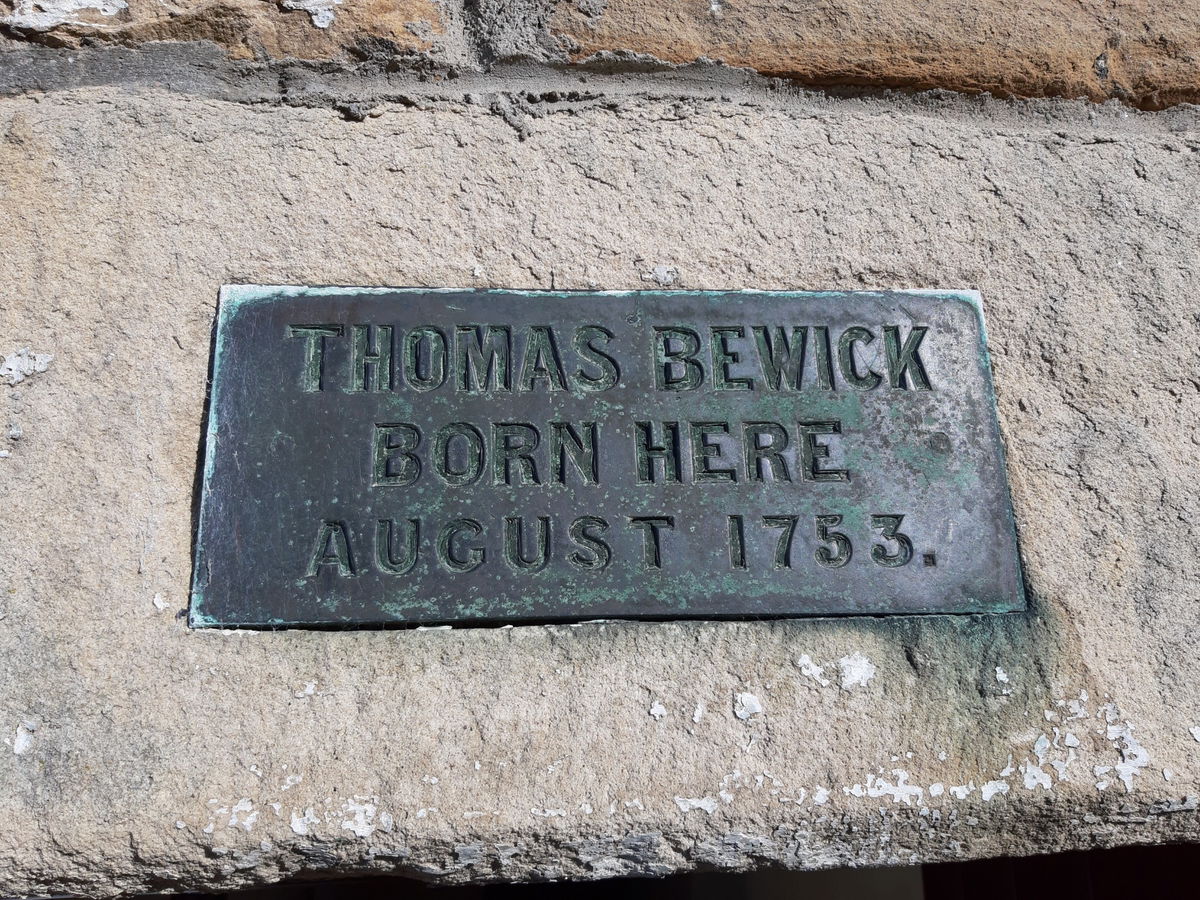 THOMAS BEWICK
BORN HERE
AUGUST 1753.